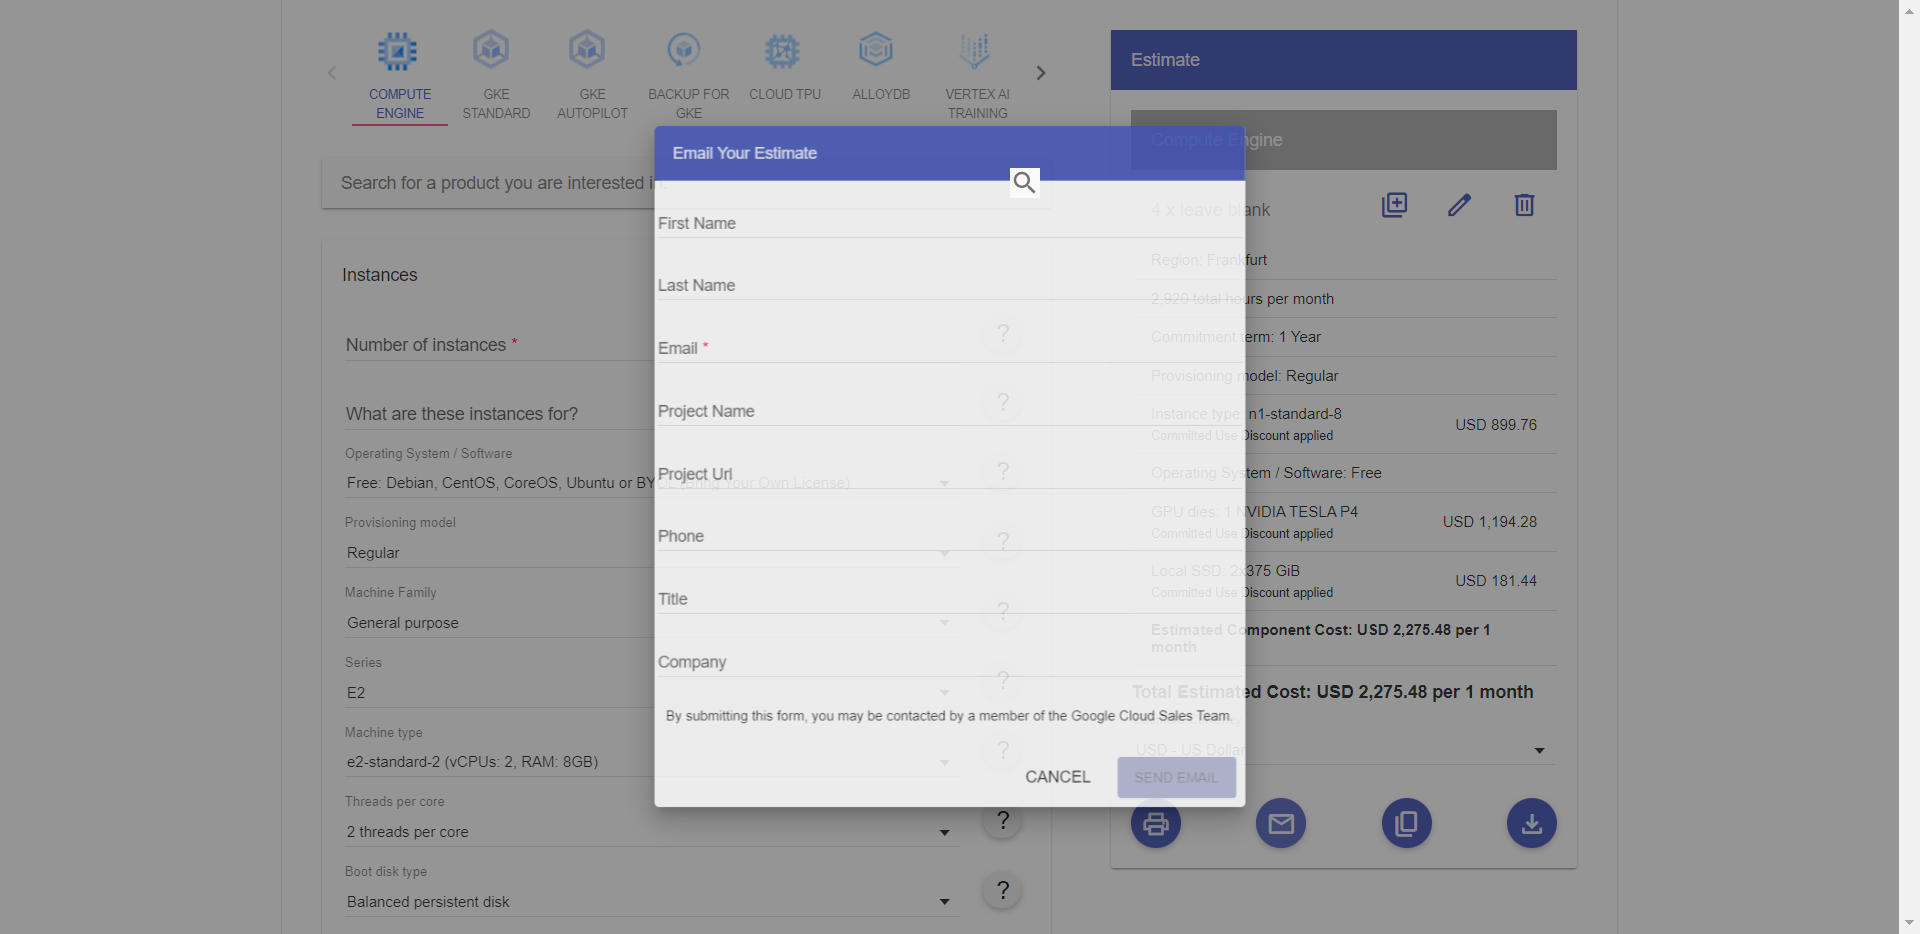 COMPUTE ENGINE
GKE STANDARD
GKE AUTOPILOT
BACKUP FOR GKE
CLOUD TPU
ALLOYDB
VERTEX AI TRAINING
Search for a product you are interested in.
Instances
Number of instances *
What are these instances for?
Operating System / Software
Free: Debian, CentOS, CoreOS, Ubuntu or BYOL (Bring Your Own License)
Provisioning model
Regular
Machine Family
General purpose
Series
E2
Machine type
e2-standard-2 (vCPUs: 2, RAM: 8GB)
Threads per core
2 threads per core
?
Boot disk type
Balanced persistent disk
?
Email Your Estimate
First Name
Last Name
Email *
?
Project Name
?
Project Url
?
Phone
?
Title
?
Company
?
By submitting this form, you may be contacted by a member of the Google Cloud Sales Team.
?
CANCEL
SEND EMAIL
Estimate
Compute Engine
4 x leave blank
Region: Frankfurt
2,920 total hours per month
Commitment term: 1 Year
Provisioning model: Regular
Instance type: n1-standard-8
Committed Use Discount applied
USD 899.76
Operating System / Software: Free
GPU dies: 1 NVIDIA TESLA P4
Committed Use Discount applied
USD 1,194.28
Local SSD: 2x375 GiB
Committed Use Discount applied
USD 181.44
Estimated Component Cost: USD 2,275.48 per 1
month
Total Estimated Cost: USD 2,275.48 per 1 month
USD - US Dollar